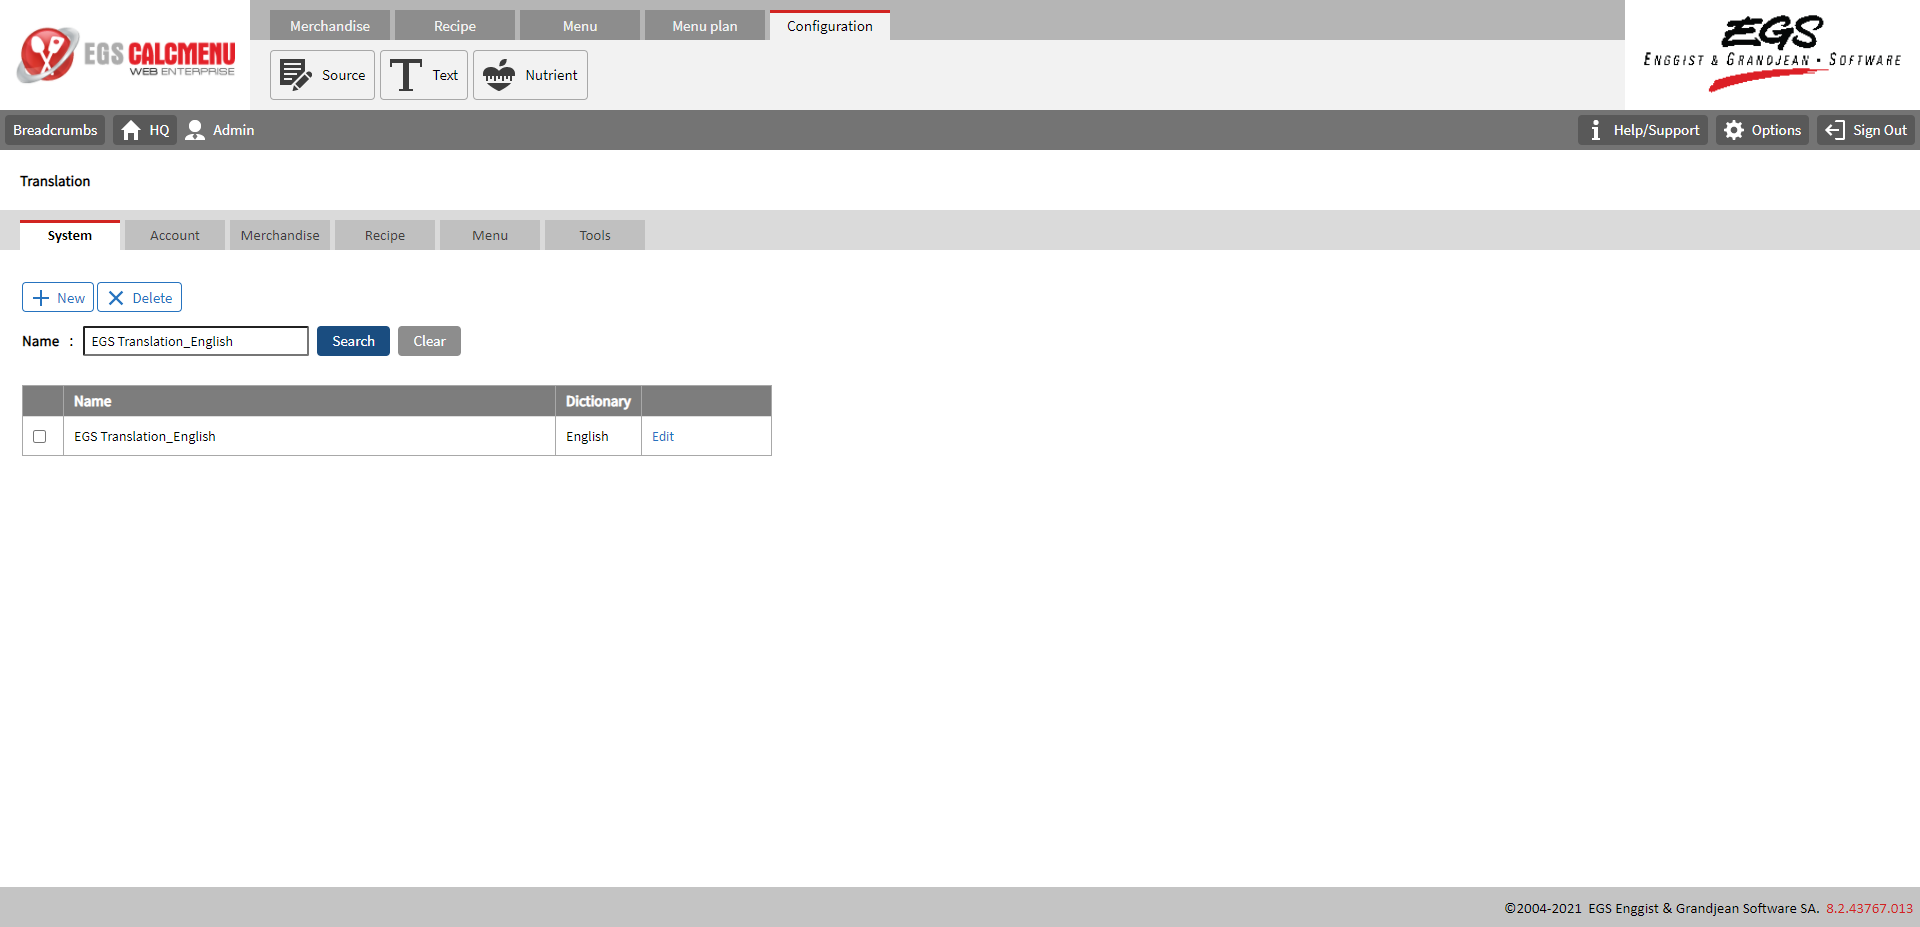 Merchandise Recipe Menu Menu plan Configuration
EGS CALCMENU
WEB ENTERPRISE
Source Text Nutrient
EGS
ENGGIST & GRANDJEAN • SOFTWARE
Breadcrumbs HQ Admin Help/Support Options Sign Out
Translation
System Account Merchandise Recipe Menu Tools
New Delete
Name : EGS Translation_English Search Clear
Name Dictionary
EGS Translation_English English Edit
©2004-2021 EGS Enggist & Grandjean Software SA. 8.2.43767.013